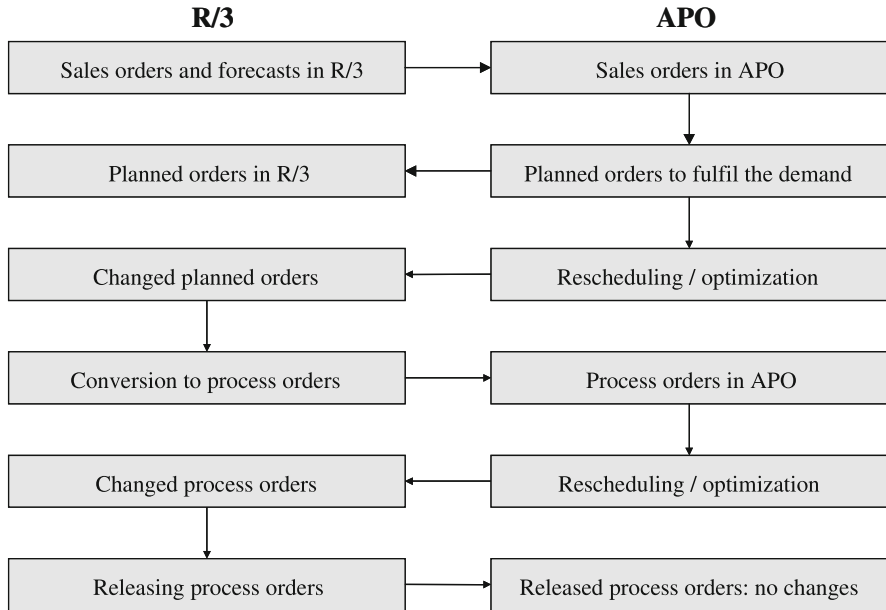 R/3
APO
Sales orders and forecasts in R/3
Sales orders in APO
Planned orders in R/3
Planned orders to fulfil the demand
Changed planned orders
Rescheduling / optimization
Conversion to process orders
Process orders in APO
Changed process orders
Rescheduling / optimization
Releasing process orders
Released process orders: no changes